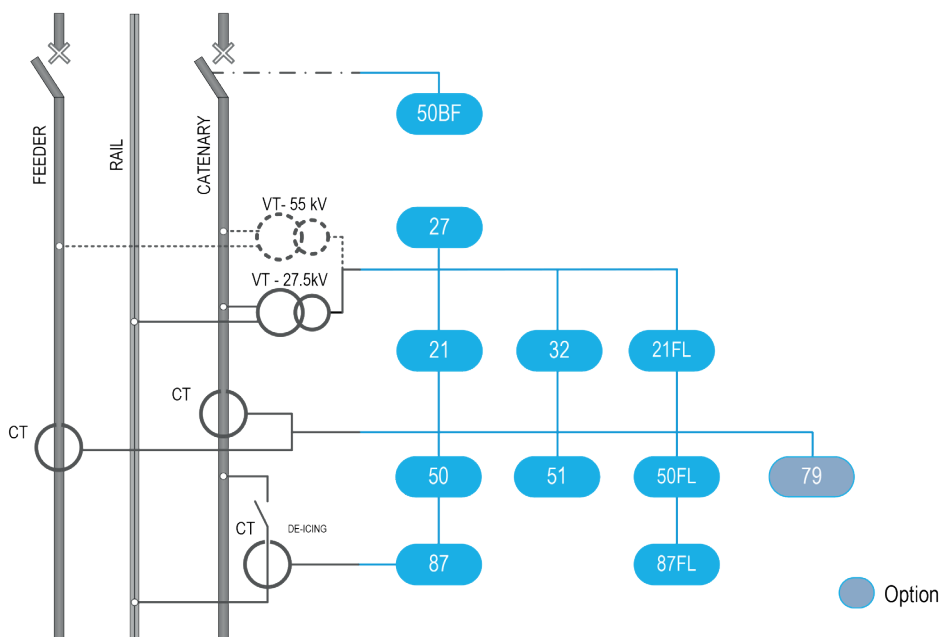 50BF
FEEDER
RAIL
CATENARY
VT- 55 kV
27
VT - 27.5kV
21
32
21FL
CT
CT
50
51
50FL
79
CT
DE-ICING
87
87FL
Option